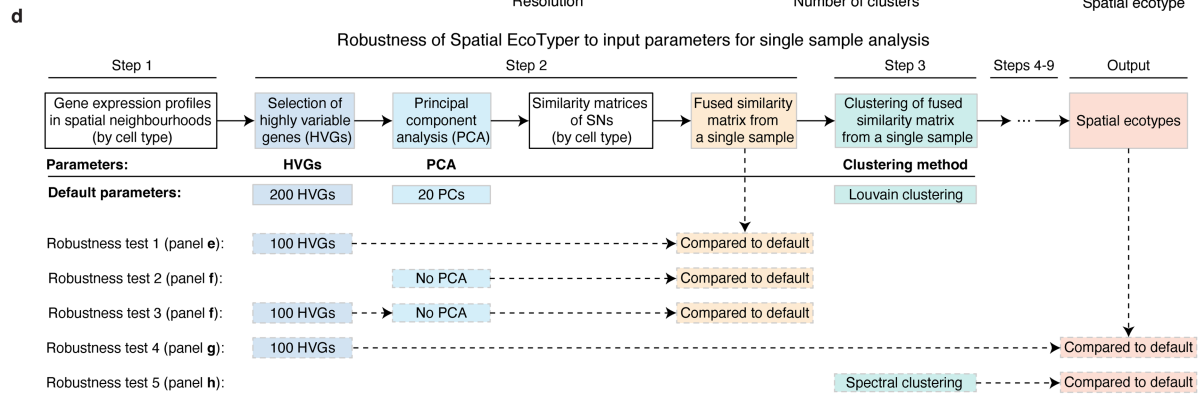 Resolution Number of clusters Spatial ecotype
d
Robustness of Spatial EcoTyper to input parameters for single sample analysis
Step 1 Step 2 Step 3 Steps 4-9 Output
Gene expression profiles
in spatial neighbourhoods
(by cell type)
Selection of
highly variable
genes (HVGs)
Principal
component
analysis (PCA)
Similarity matrices
of SNs
(by cell type)
Fused similarity
matrix from
a single sample
Clustering of fused
similarity matrix
from a single sample
...
Spatial ecotypes
Parameters: HVGs PCA Clustering method
Default parameters: 200 HVGs 20 PCs Louvain clustering
Robustness test 1 (panel e): 100 HVGs Compared to default
Robustness test 2 (panel f): No PCA Compared to default
Robustness test 3 (panel f): 100 HVGs No PCA Compared to default
Robustness test 4 (panel g): 100 HVGs Compared to default
Robustness test 5 (panel h): Spectral clustering Compared to default